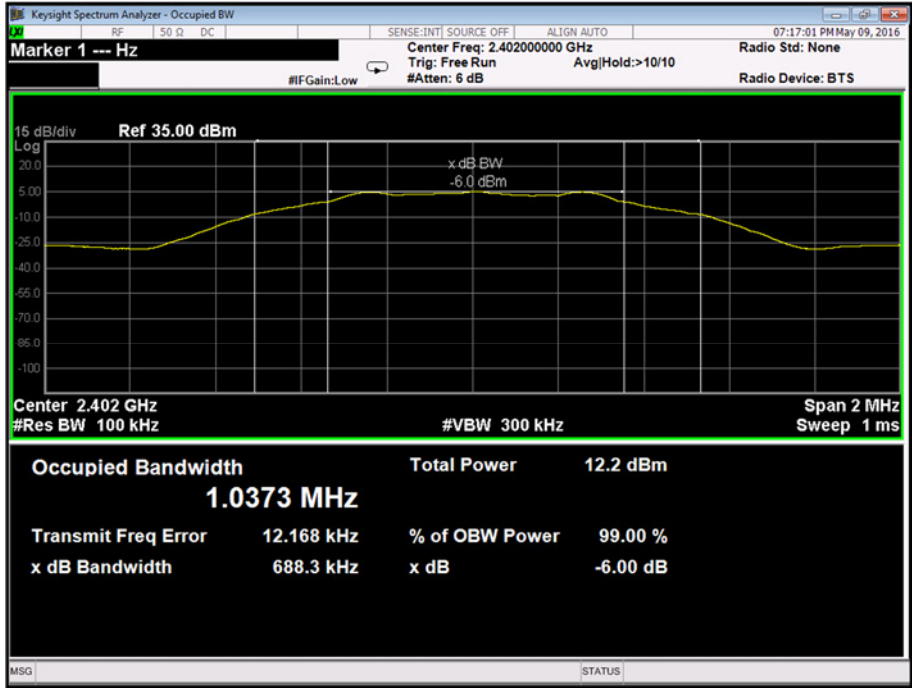 Keysight Spectrum Analyzer - Occupied BW
LXI RF 50 Ω DC SENSE:INT SOURCE OFF ALIGN AUTO 07:17:01 PM May 09, 2016
Marker 1 --- Hz Center Freq: 2.402000000 GHz Radio Std: None
Trig: Free Run Avg|Hold:>10/10
#IFGain:Low #Atten: 6 dB Radio Device: BTS
15 dB/div Ref 35.00 dBm
Log
20.0
x dB BW
-6.0 dBm
5.00
-10.0
-25.0
-40.0
-55.0
-70.0
-85.0
-100
Center 2.402 GHz Span 2 MHz
#Res BW 100 kHz #VBW 300 kHz Sweep 1 ms
Occupied Bandwidth Total Power 12.2 dBm
1.0373 MHz
Transmit Freq Error 12.168 kHz % of OBW Power 99.00 %
x dB Bandwidth 688.3 kHz x dB -6.00 dB
MSG STATUS